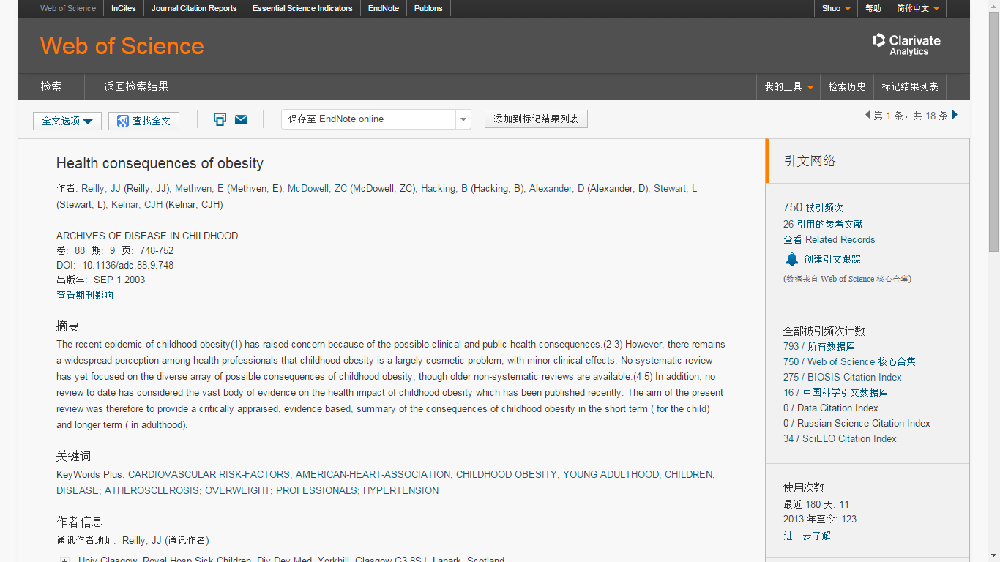 Web of Science InCites Journal Citation Reports Essential Science Indicators EndNote Publons Shuo 帮助 简体中文
Web of Science
Clarivate
Analytics
检索 返回检索结果 我的工具 检索历史 标记结果列表
全文选项 查找全文 保存至 EndNote online 添加到标记结果列表 第 1 条，共 18 条
Health consequences of obesity
作者: Reilly, JJ (Reilly, JJ); Methven, E (Methven, E); McDowell, ZC (McDowell, ZC); Hacking, B (Hacking, B); Alexander, D (Alexander, D); Stewart, L
(Stewart, L); Kelnar, CJH (Kelnar, CJH)
ARCHIVES OF DISEASE IN CHILDHOOD
卷: 88 期: 9 页: 748-752
DOI: 10.1136/adc.88.9.748
出版年: SEP 1 2003
查看期刊影响
摘要
The recent epidemic of childhood obesity(1) has raised concern because of the possible clinical and public health consequences.(2 3) However, there remains
a widespread perception among health professionals that childhood obesity is a largely cosmetic problem, with minor clinical effects. No systematic review
has yet focused on the diverse array of possible consequences of childhood obesity, though older non-systematic reviews are available.(4 5) In addition, no
review to date has considered the vast body of evidence on the health impact of childhood obesity which has been published recently. The aim of the present
review was therefore to provide a critically appraised, evidence based, summary of the consequences of childhood obesity in the short term ( for the child)
and longer term ( in adulthood).
关键词
KeyWords Plus: CARDIOVASCULAR RISK-FACTORS; AMERICAN-HEART-ASSOCIATION; CHILDHOOD OBESITY; YOUNG ADULTHOOD; CHILDREN;
DISEASE; ATHEROSCLEROSIS; OVERWEIGHT; PROFESSIONALS; HYPERTENSION
作者信息
通讯作者地址: Reilly, JJ (通讯作者)
Univ Glasgow, Royal Hosp Sick Children, Div Dev Med, Yorkhill, Glasgow G3 8SJ, Lanark, Scotland
引文网络
750 被引频次
26 引用的参考文献
查看 Related Records
创建引文跟踪
(数据来自 Web of Science 核心合集)
全部被引频次计数
793 / 所有数据库
750 / Web of Science 核心合集
275 / BIOSIS Citation Index
16 / 中国科学引文数据库
0 / Data Citation Index
0 / Russian Science Citation Index
34 / SciELO Citation Index
使用次数
最近 180 天: 11
2013 年至今: 123
进一步了解